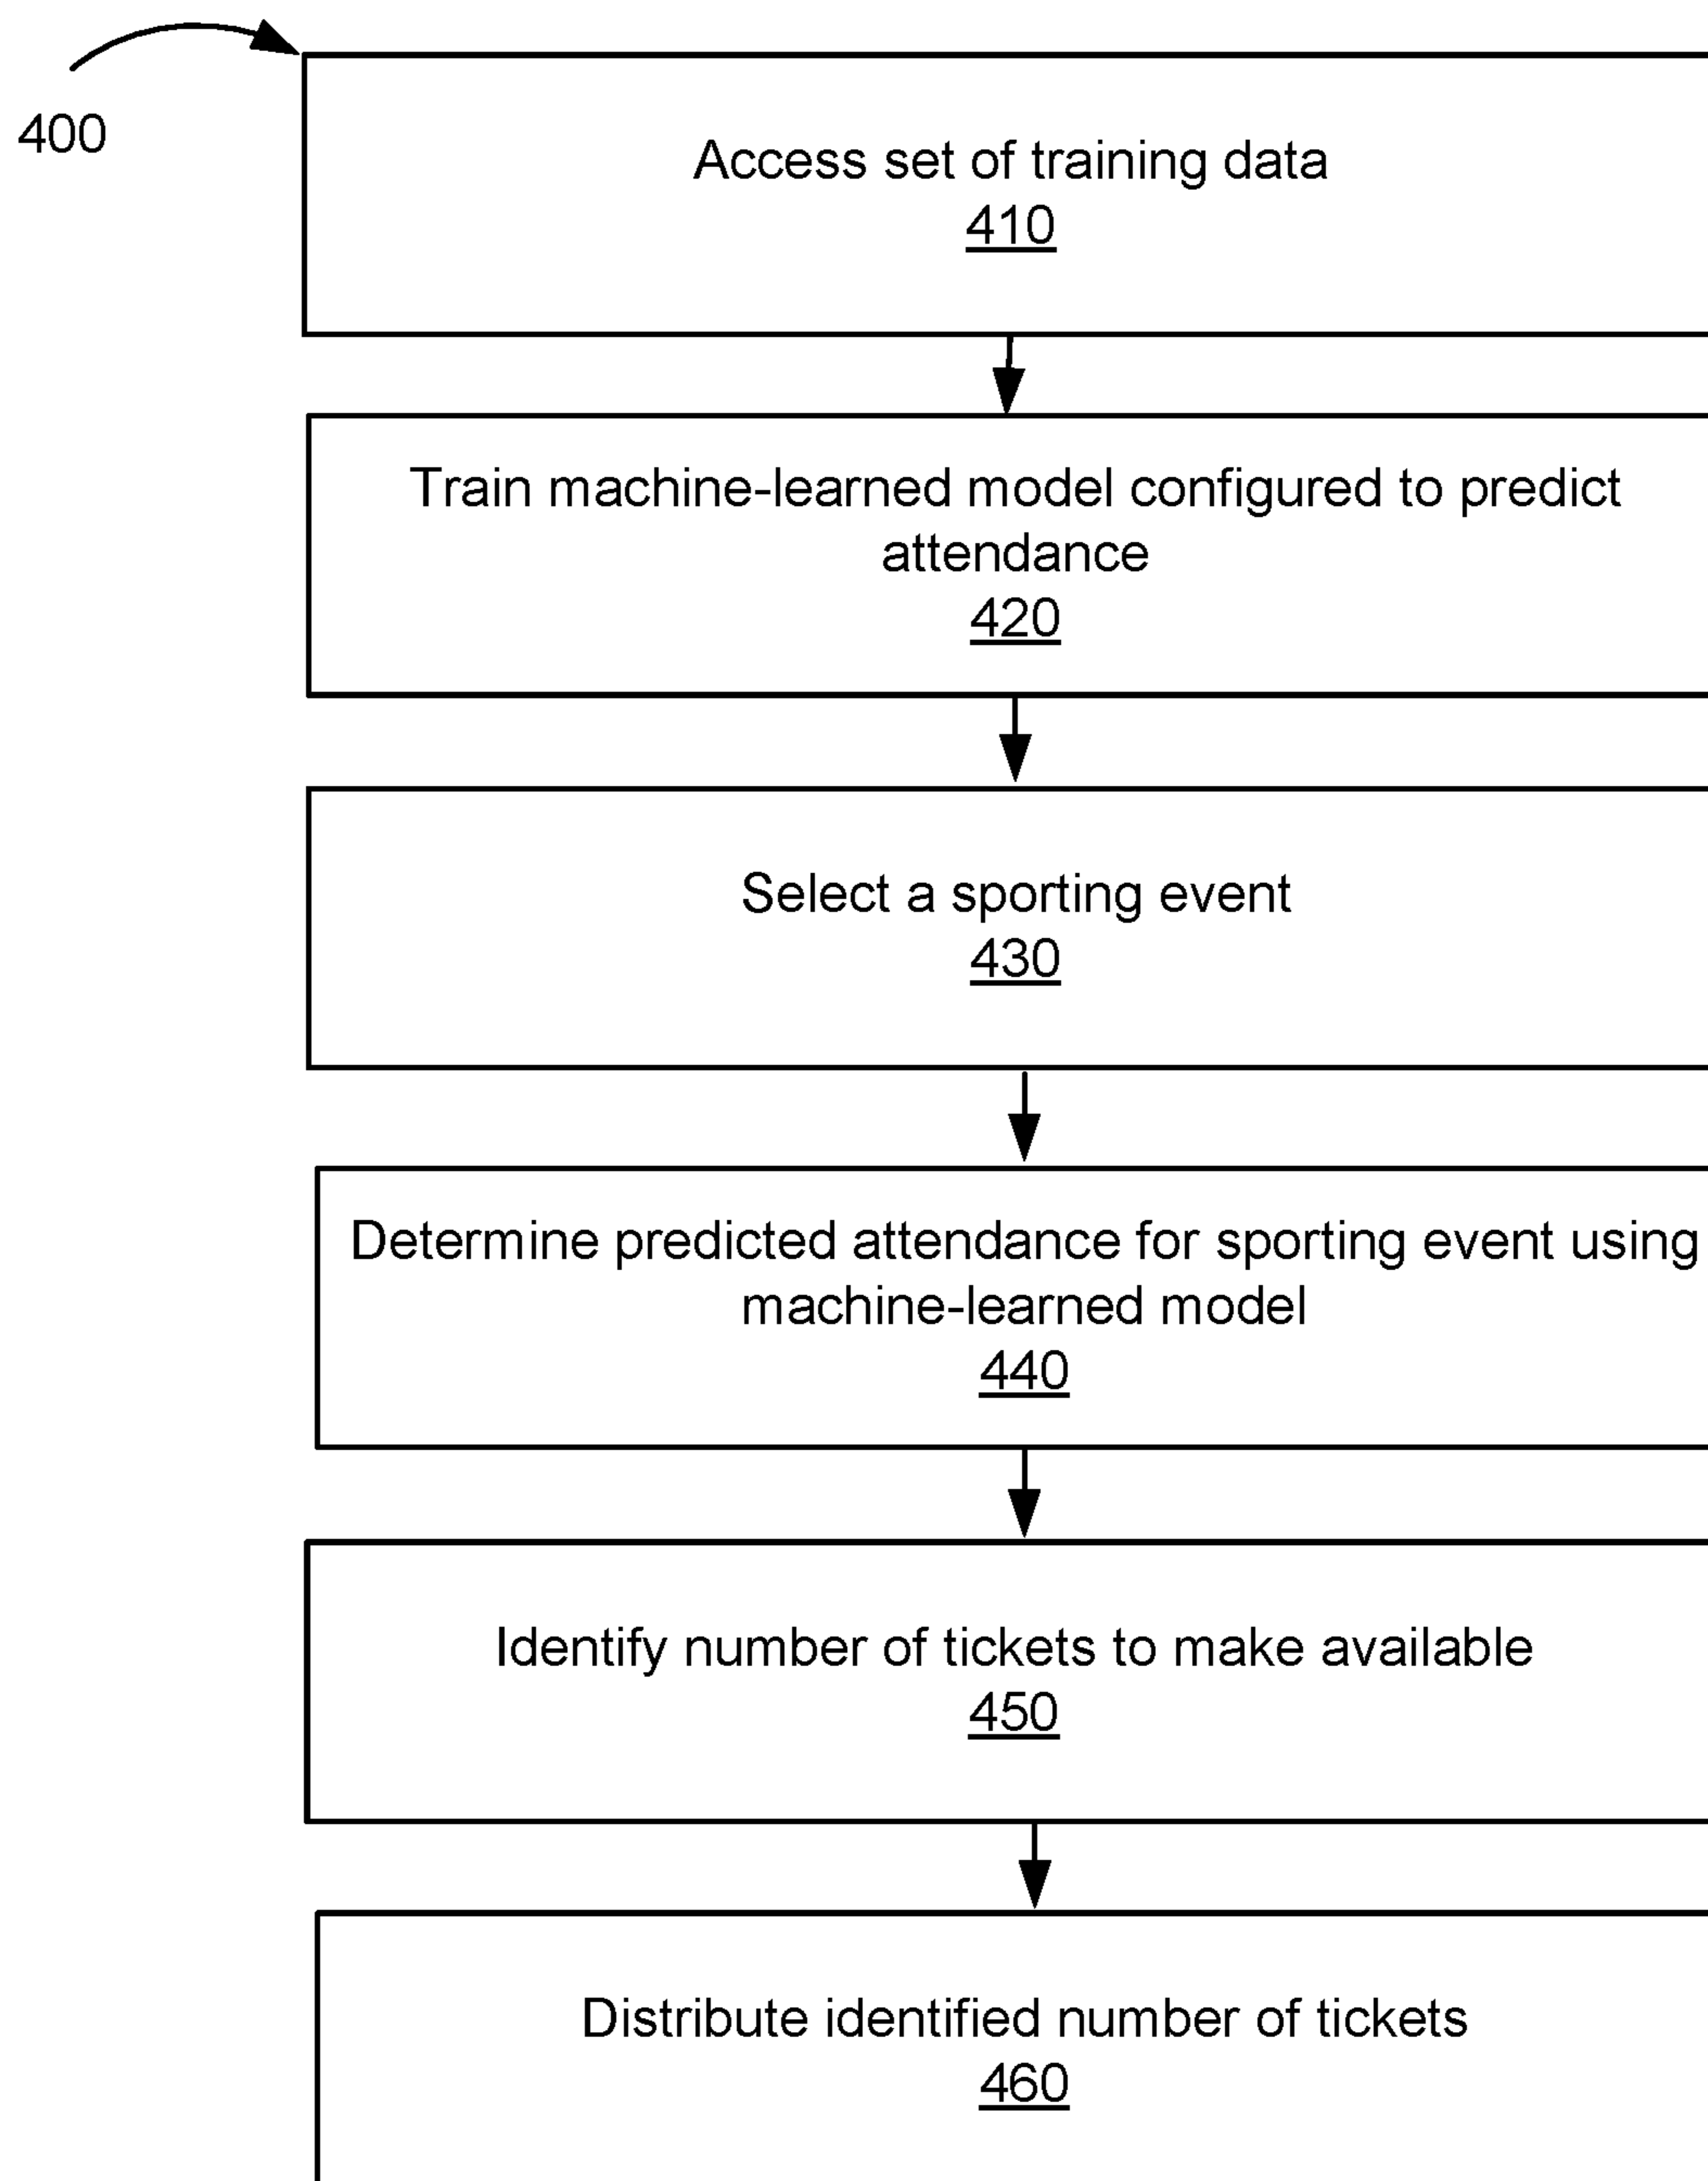 400
Access set of training data
410
Train machine-learned model configured to predict
attendance
420
Select a sporting event
430
Determine predicted attendance for sporting event using
machine-learned model
440
Identify number of tickets to make available
450
Distribute identified number of tickets
460